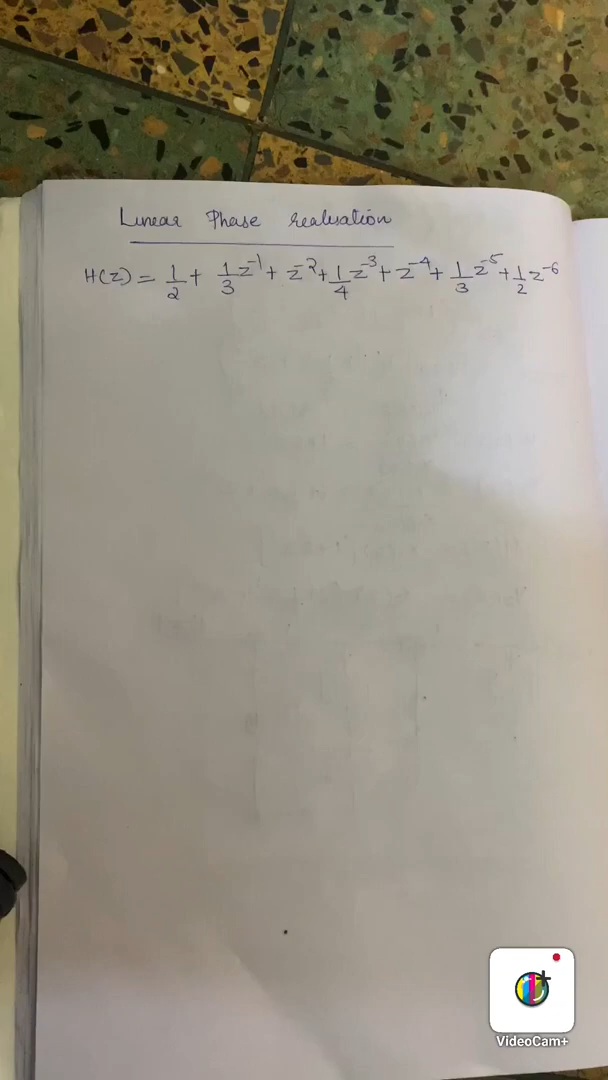 Linear Phase realisation
H(z) = 1/2 + 1/3 z⁻¹ + z⁻² + 1/4 z⁻³ + z⁻⁴ + 1/3 z⁻⁵ + 1/2 z⁻⁶
VideoCam+